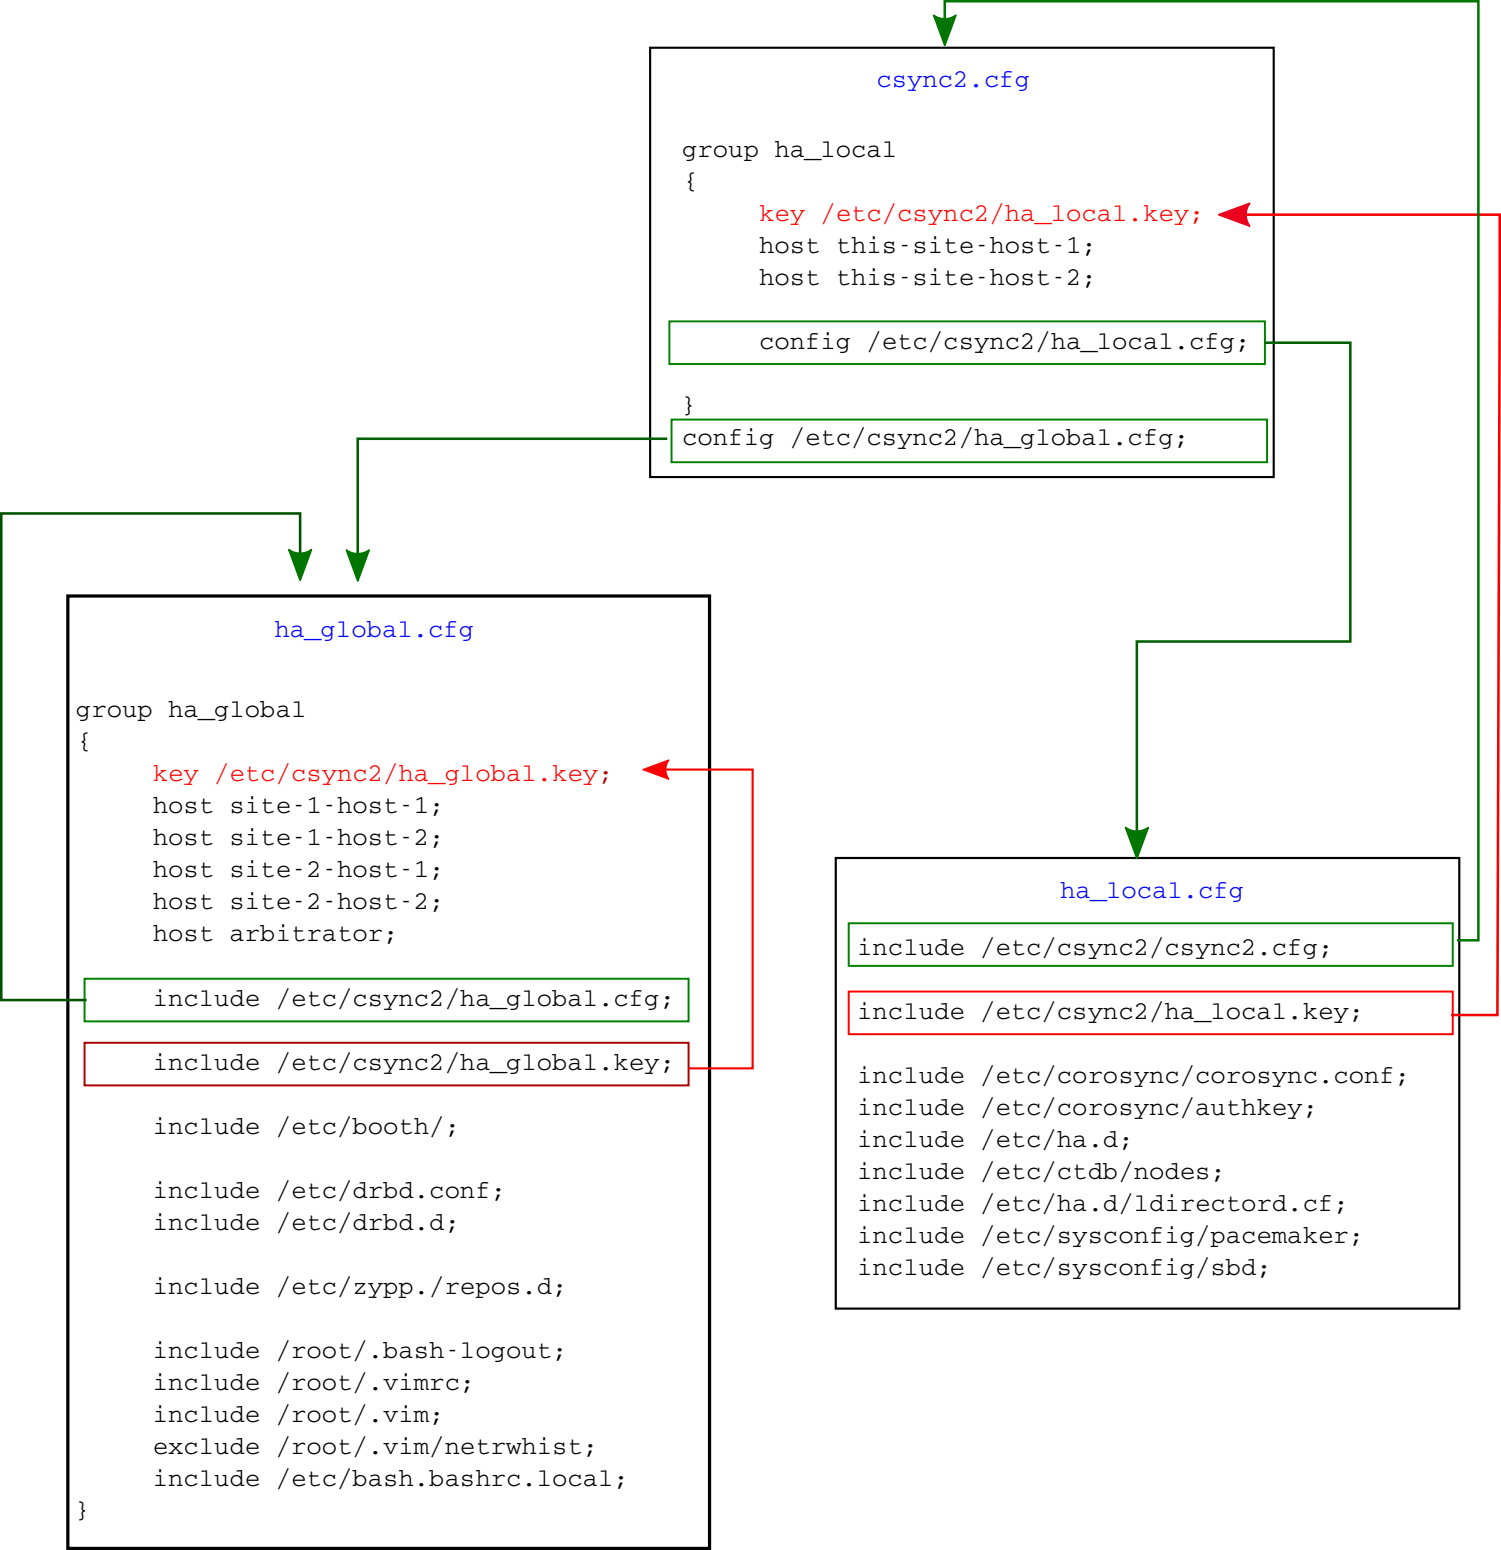 csync2.cfg
group ha_local
{
key /etc/csync2/ha_local.key;
host this-site-host-1;
host this-site-host-2;
config /etc/csync2/ha_local.cfg;
}
config /etc/csync2/ha_global.cfg;
ha_global.cfg
group ha_global
{
key /etc/csync2/ha_global.key;
host site-1-host-1;
host site-1-host-2;
host site-2-host-1;
host site-2-host-2;
host arbitrator;
include /etc/csync2/ha_global.cfg;
include /etc/csync2/ha_global.key;
include /etc/booth/;
include /etc/drbd.conf;
include /etc/drbd.d;
include /etc/zypp./repos.d;
include /root/.bash-logout;
include /root/.vimrc;
include /root/.vim;
exclude /root/.vim/netrwhist;
include /etc/bash.bashrc.local;
}
ha_local.cfg
include /etc/csync2/csync2.cfg;
include /etc/csync2/ha_local.key;
include /etc/corosync/corosync.conf;
include /etc/corosync/authkey;
include /etc/ha.d;
include /etc/ctdb/nodes;
include /etc/ha.d/ldirectord.cf;
include /etc/sysconfig/pacemaker;
include /etc/sysconfig/sbd;